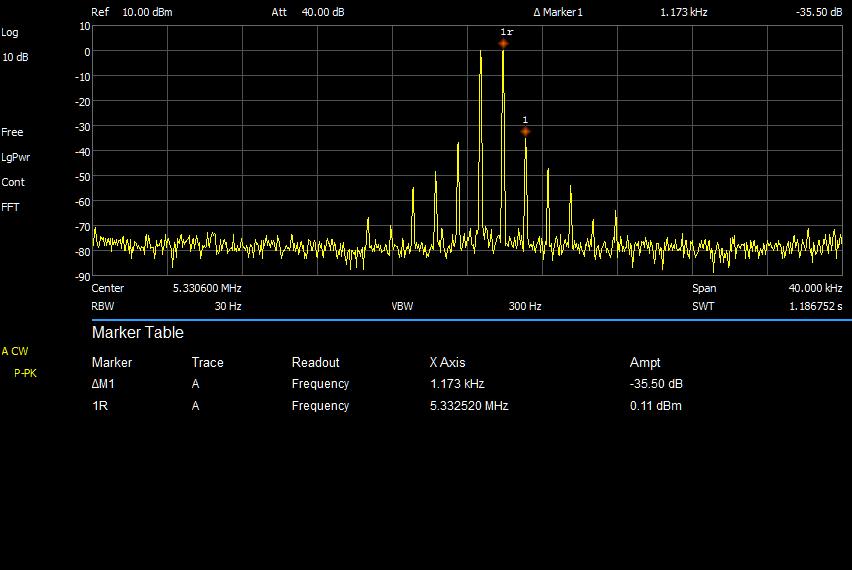 Ref 10.00 dBm Att 40.00 dB Δ Marker1 1.173 kHz -35.50 dB
Log
10 dB
Free
LgPwr
Cont
FFT
10
0
-10
-20
-30
-40
-50
-60
-70
-80
-90
1r
1
Center 5.330600 MHz Span 40.000 kHz
RBW 30 Hz VBW 300 Hz SWT 1.186752 s
A CW
P-PK
Marker Table
Marker Trace Readout X Axis Ampt
ΔM1 A Frequency 1.173 kHz -35.50 dB
1R A Frequency 5.332520 MHz 0.11 dBm